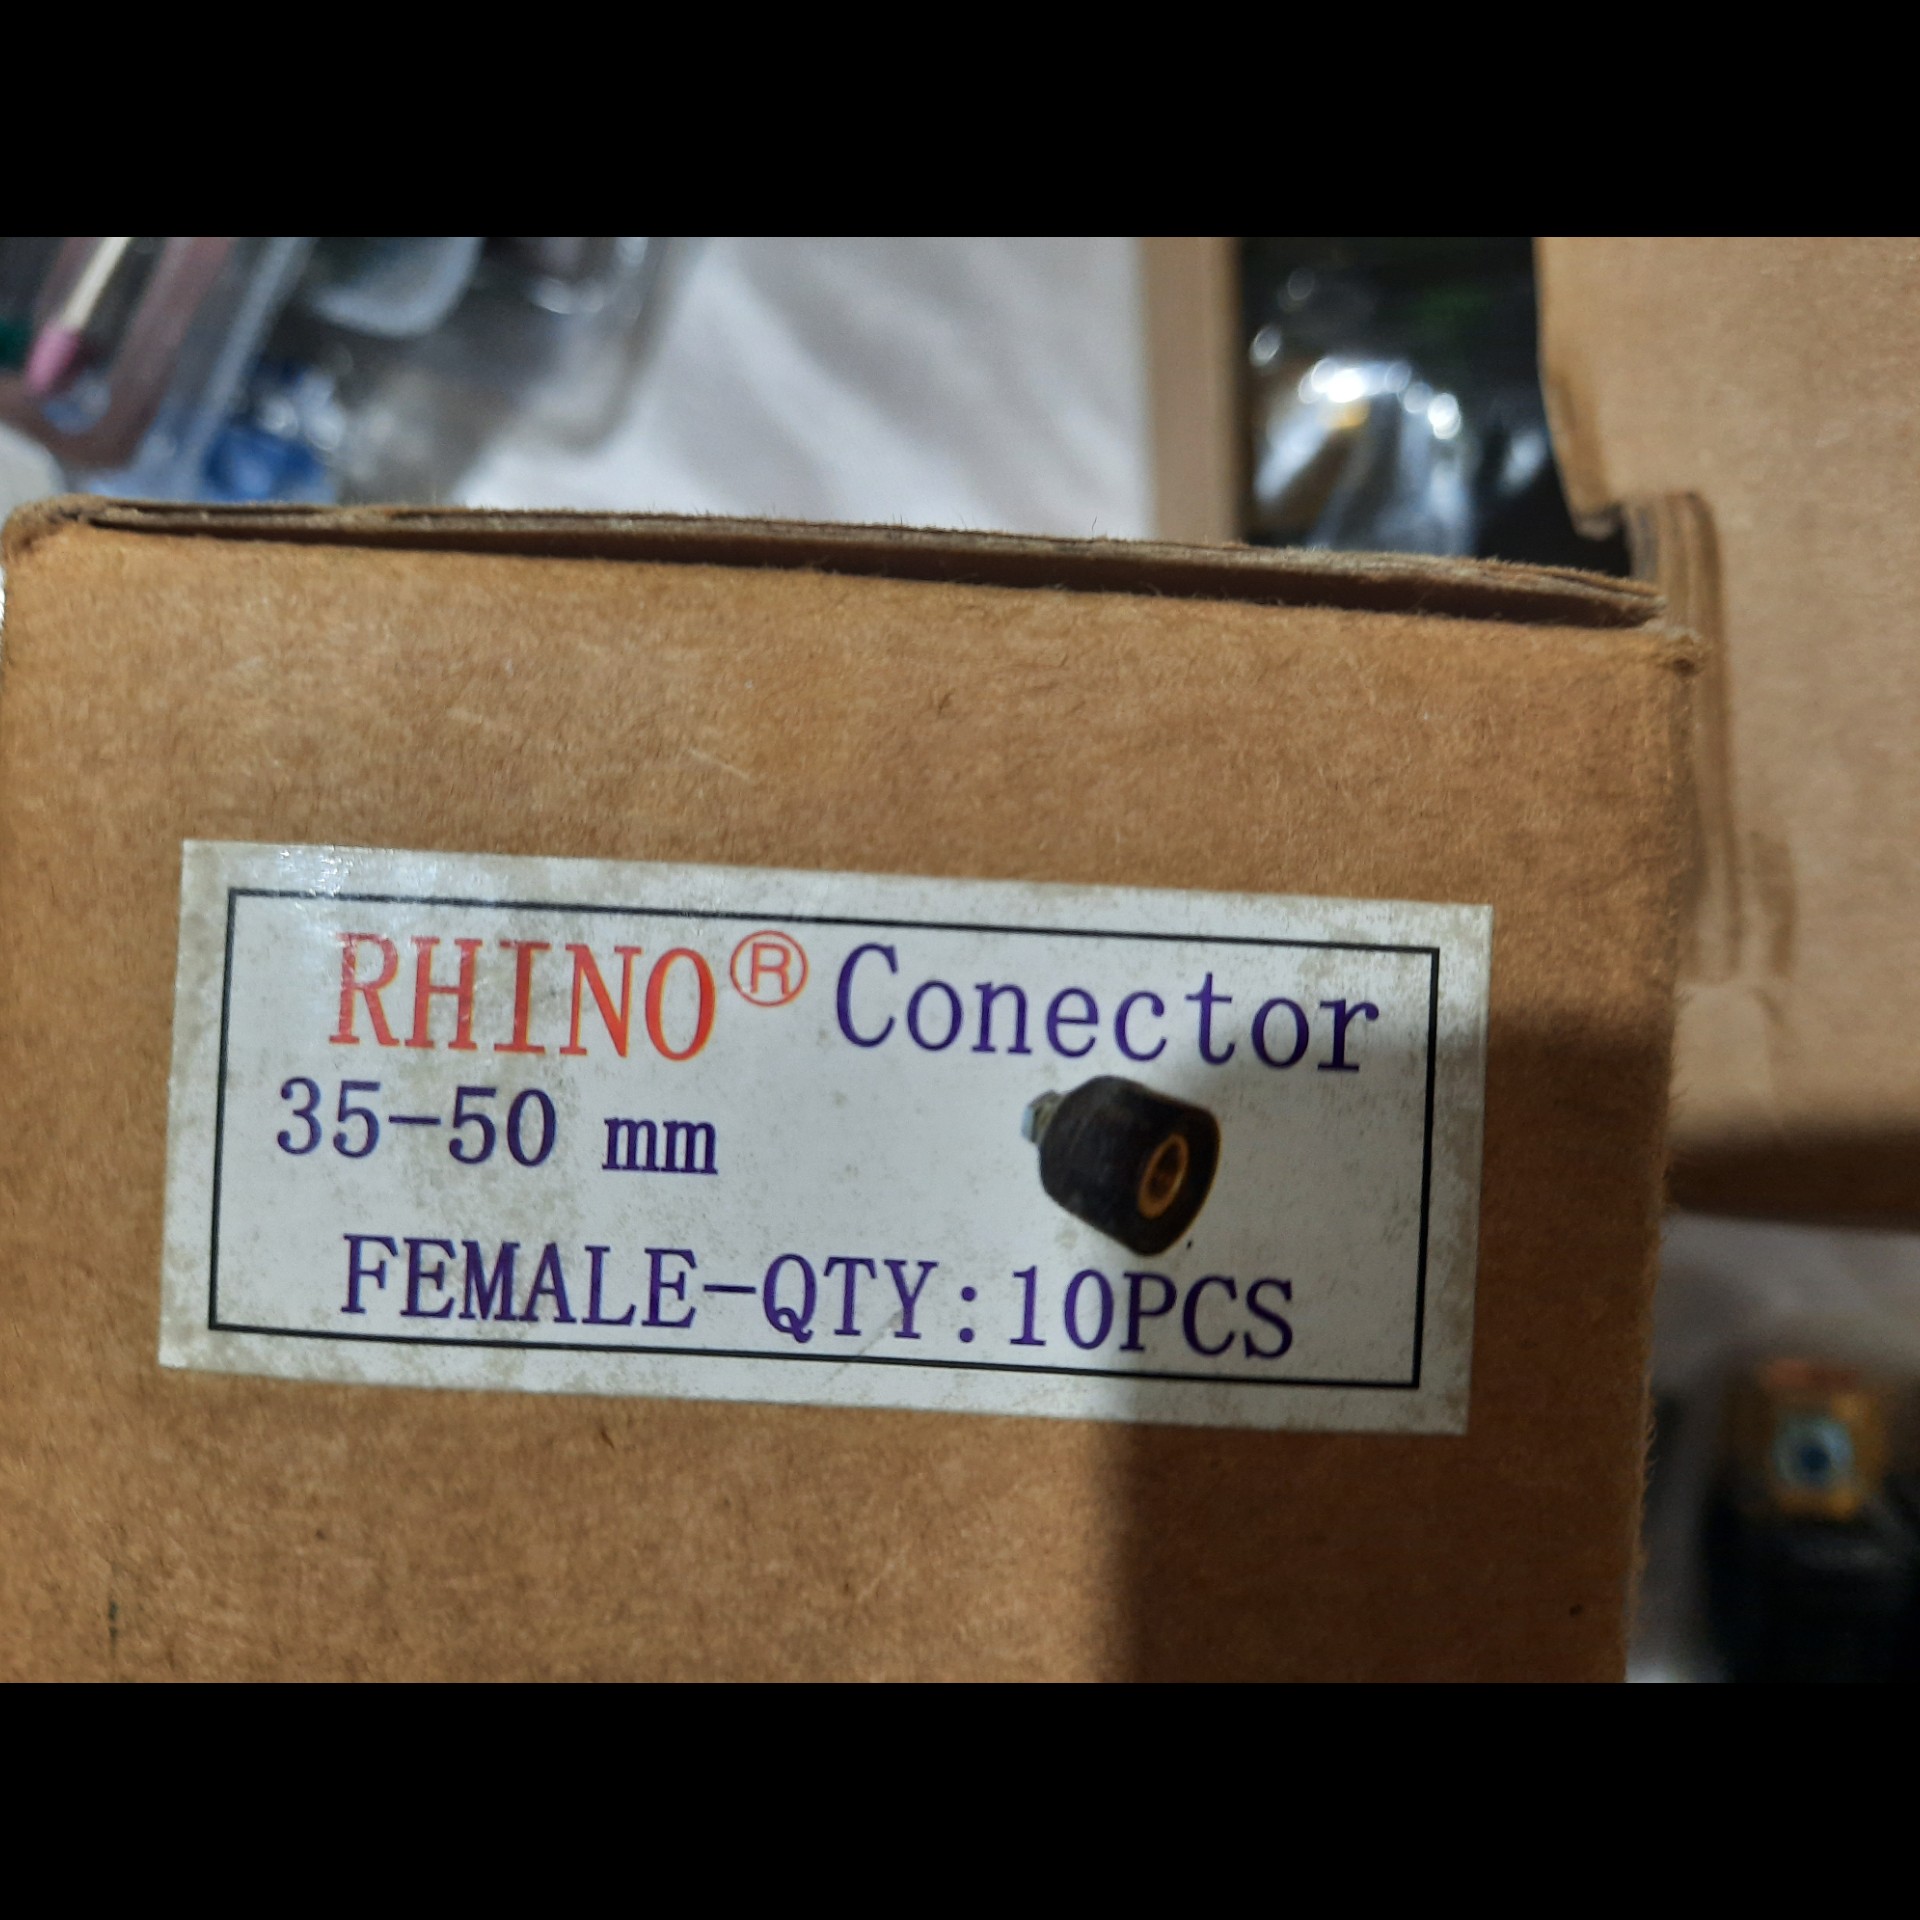 RHINO® Conector
35-50 mm
FEMALE-QTY:10PCS